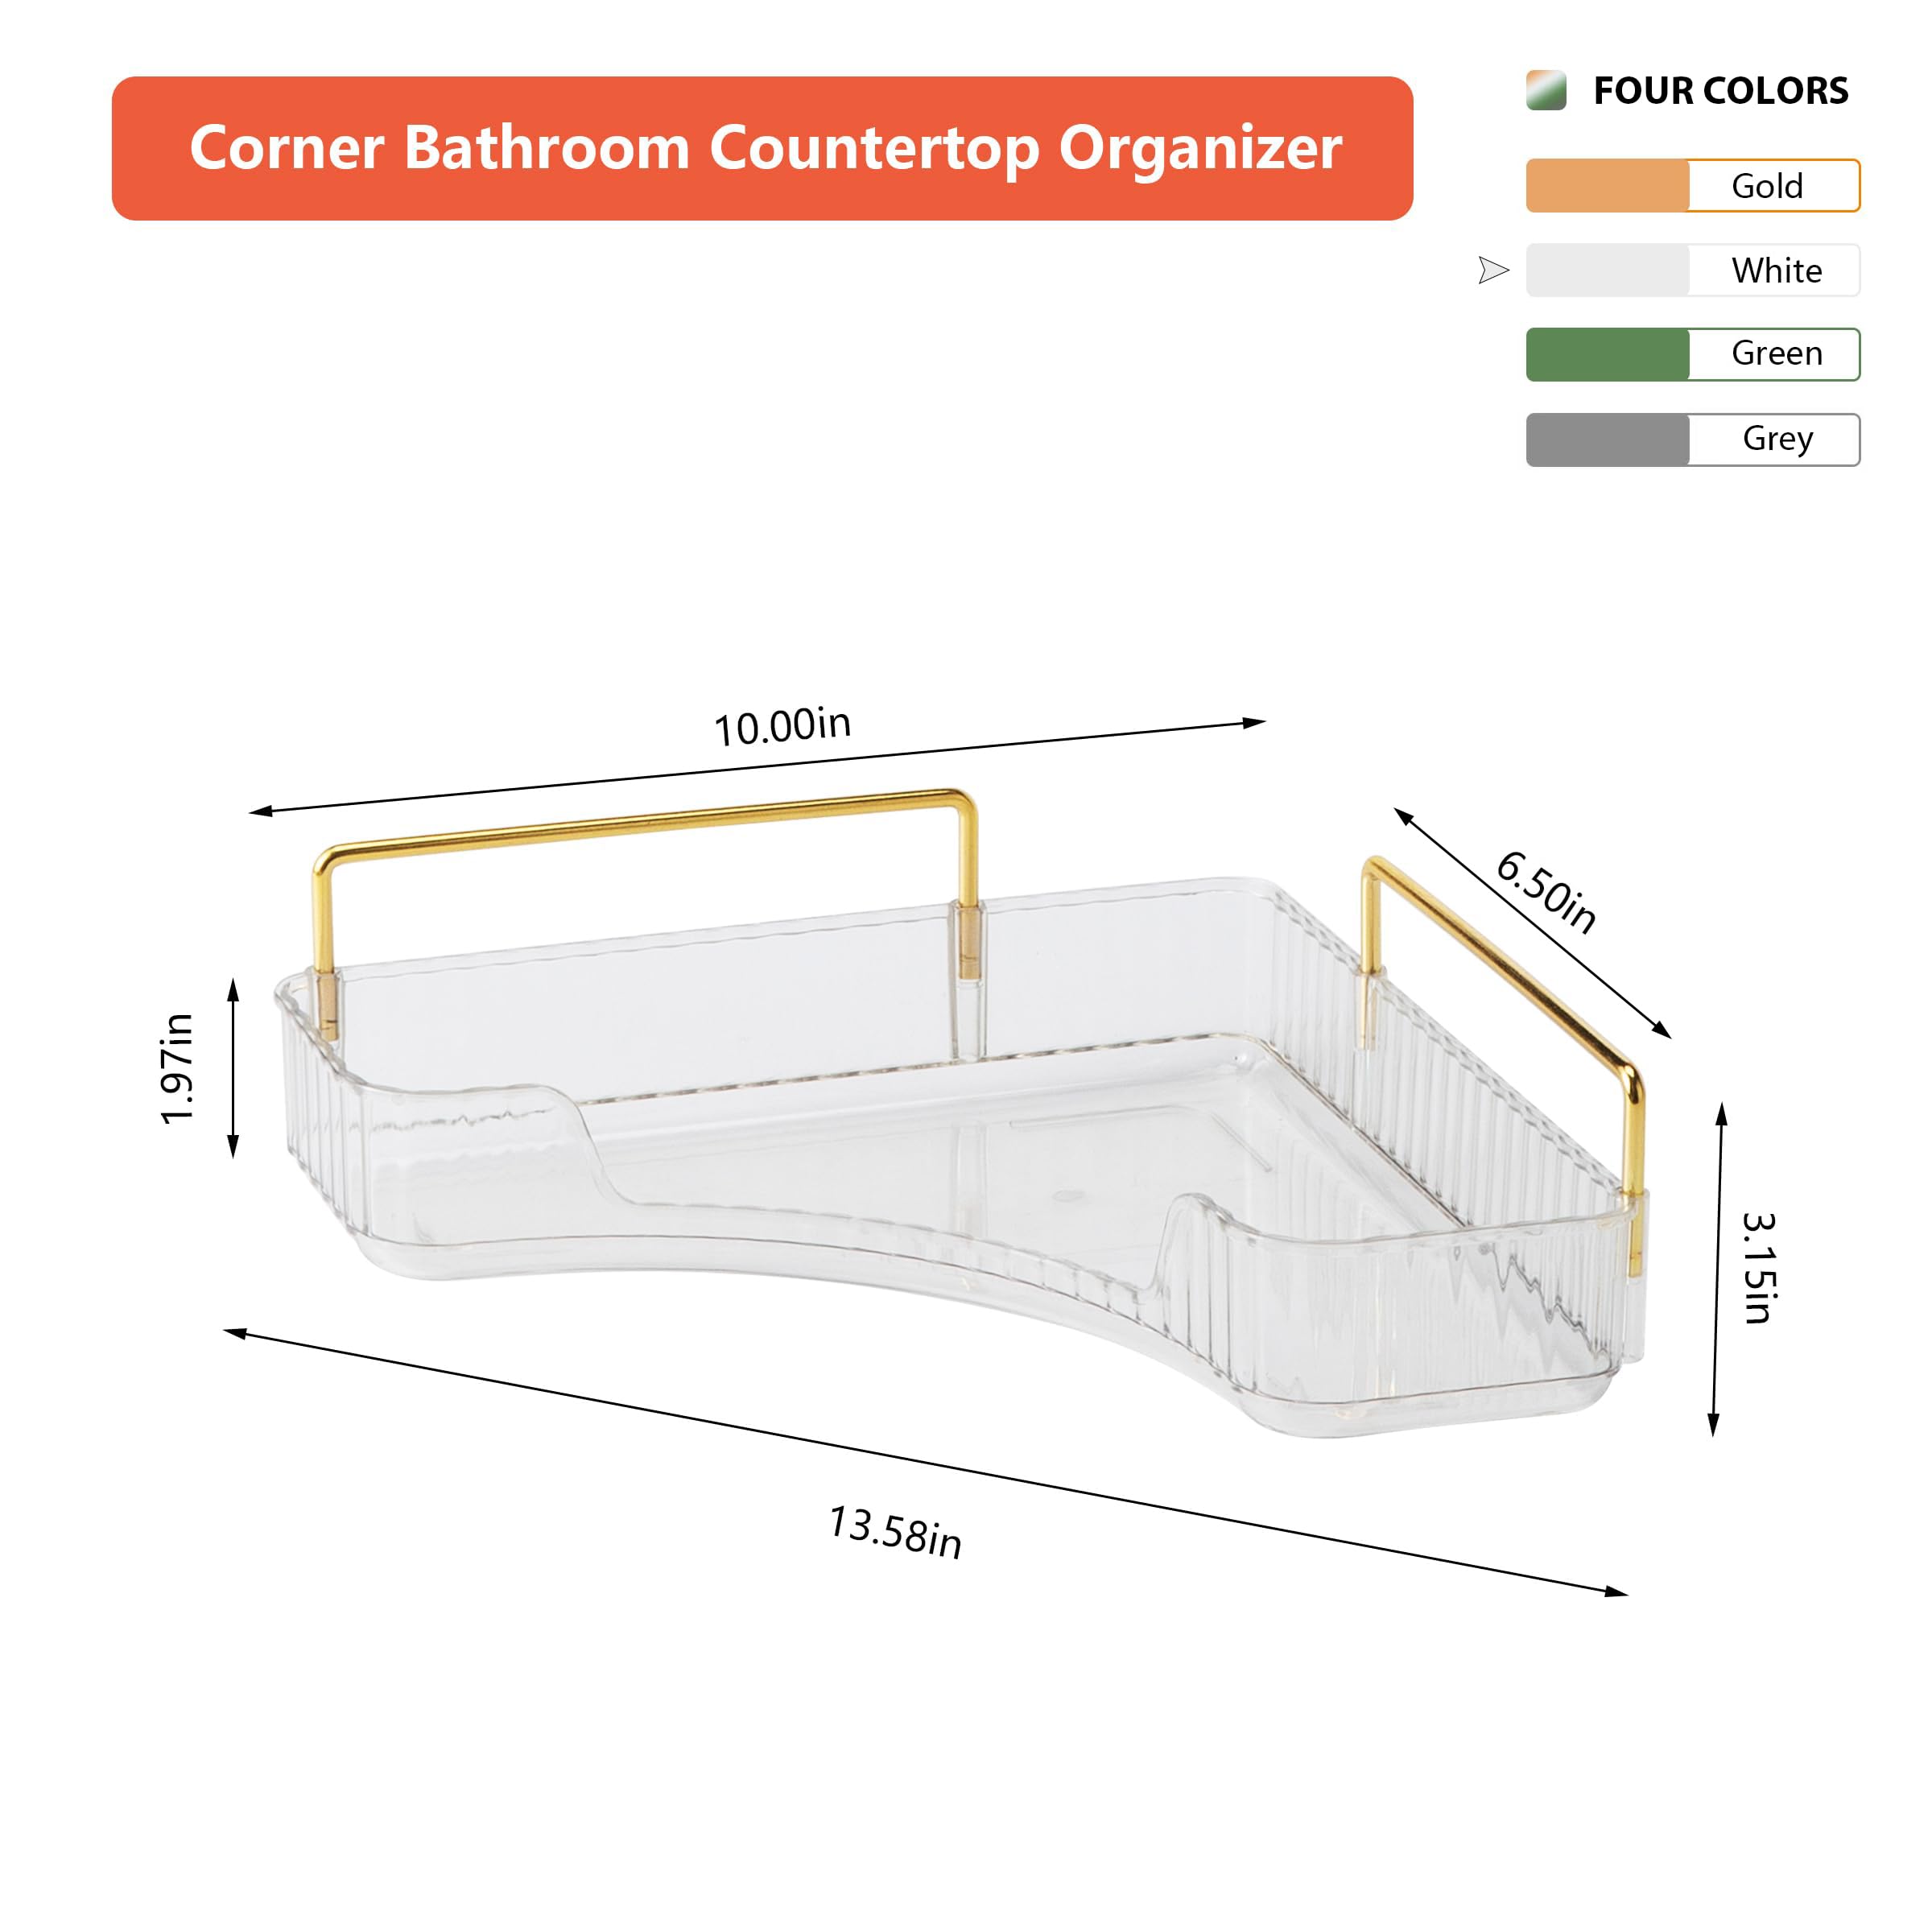 Corner Bathroom Countertop Organizer
FOUR COLORS
Gold
White
Green
Grey
10.00in
6.50in
1.97in
3.15in
13.58in